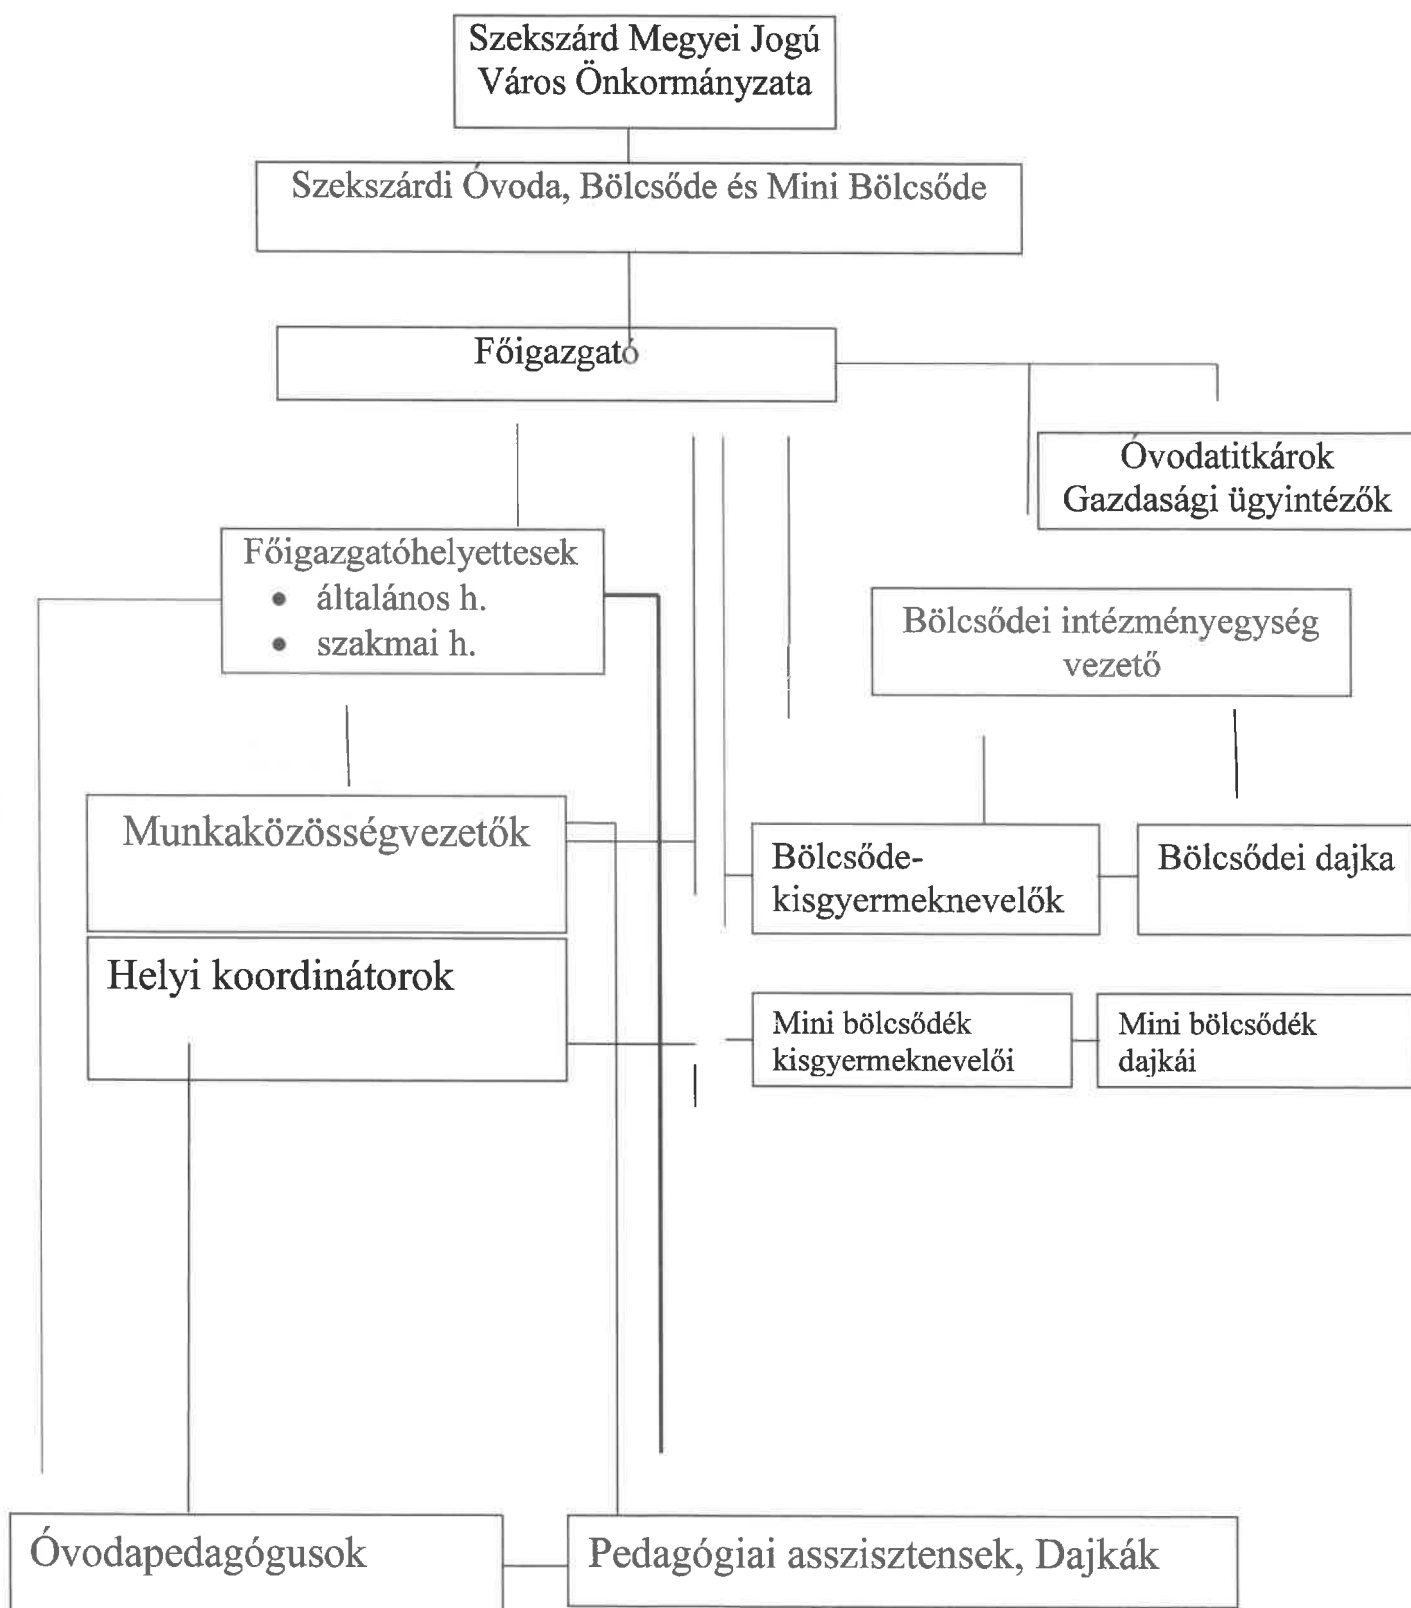 Szekszárd Megyei Jogú
Város Önkormányzata
Szekszárdi Óvoda, Bölcsőde és Mini Bölcsőde
Főigazgató
Óvodatitkárok
Gazdasági ügyintézők
Főigazgatóhelyettesek
• általános h.
• szakmai h.
Bölcsődei intézményegység
vezető
Munkaközösségvezetők
Bölcsőde-
kisgyermeknevelők
Bölcsődei dajka
Helyi koordinátorok
Mini bölcsődék
kisgyermeknevelői
Mini bölcsődék
dajkái
Óvodapedagógusok
Pedagógiai asszisztensek, Dajkák